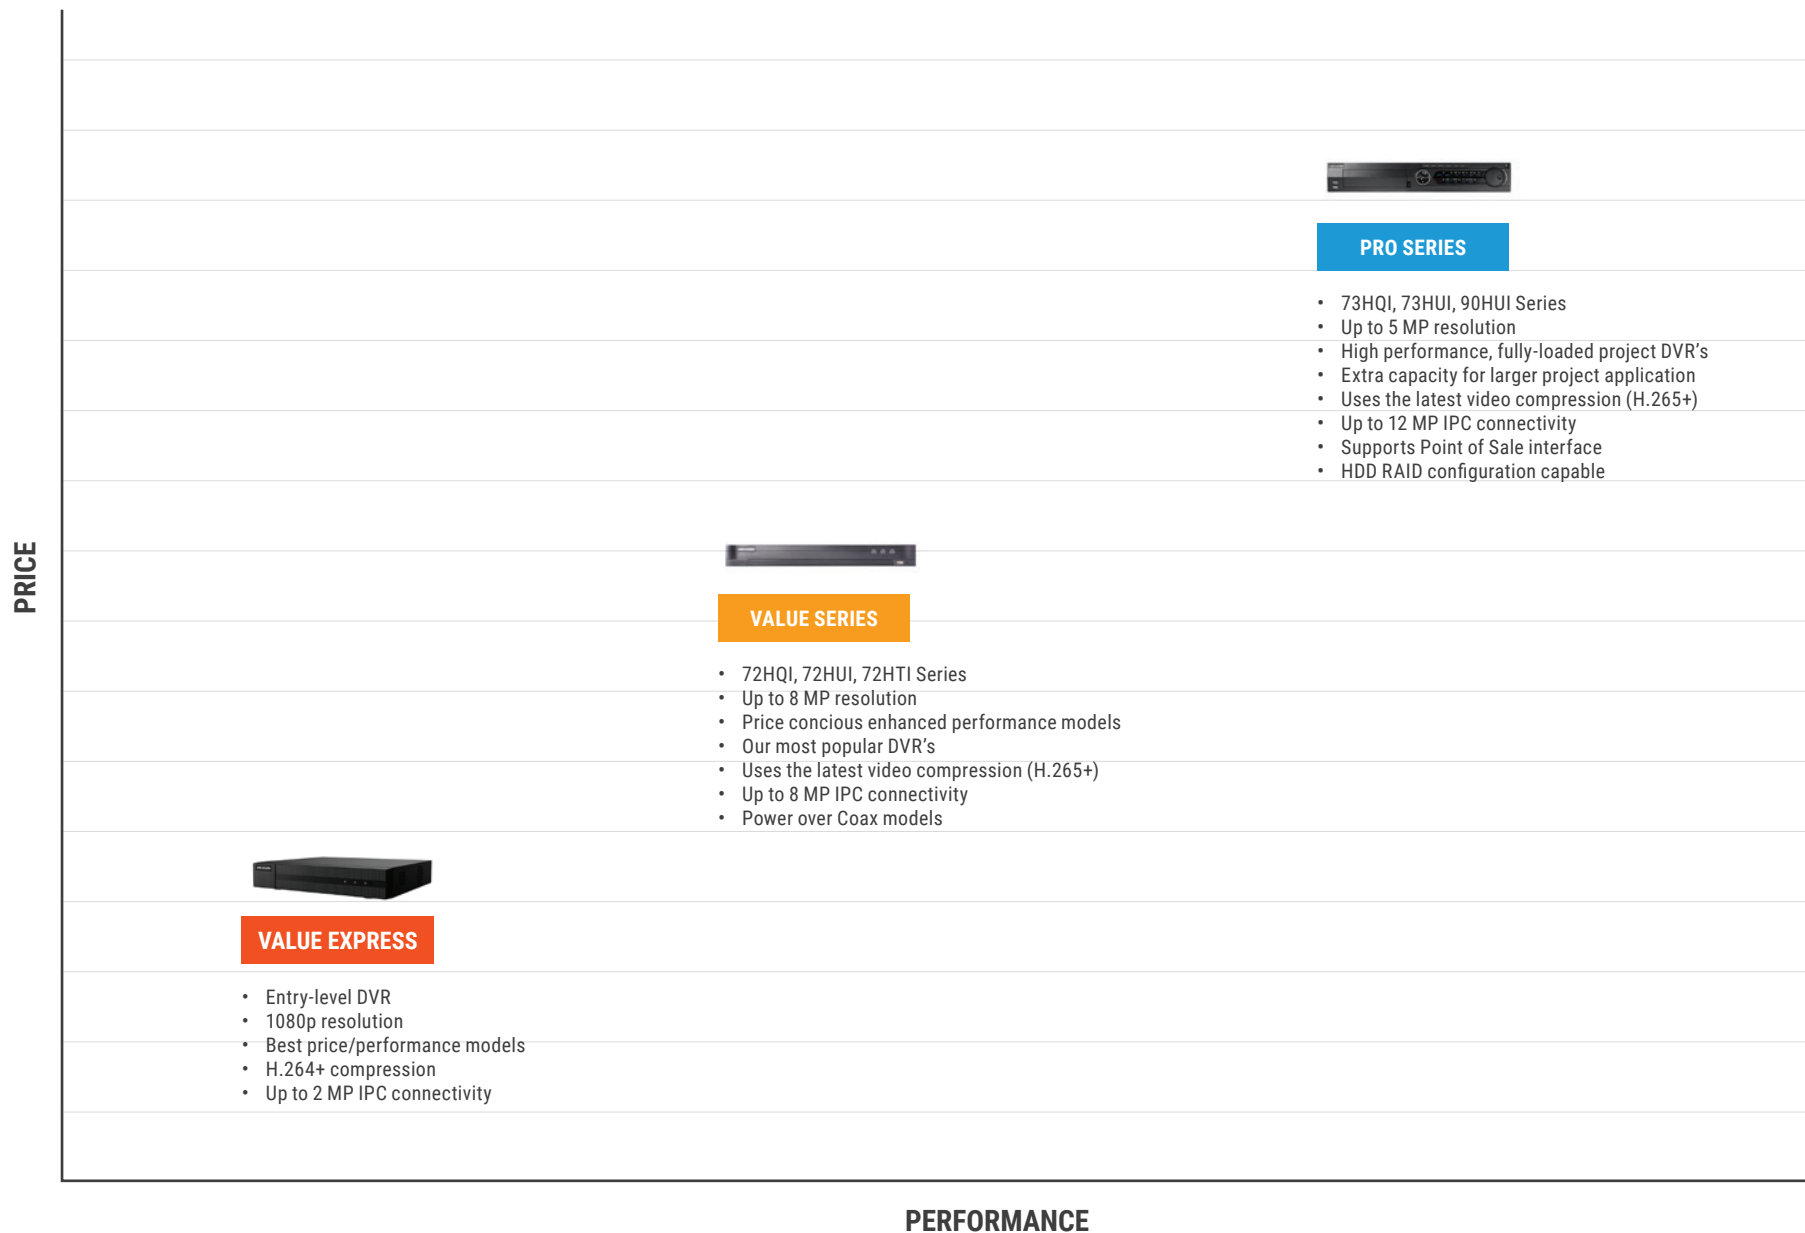 PRO SERIES
• 73HQI, 73HUI, 90HUI Series
• Up to 5 MP resolution
• High performance, fully-loaded project DVR’s
• Extra capacity for larger project application
• Uses the latest video compression (H.265+)
• Up to 12 MP IPC connectivity
• Supports Point of Sale interface
• HDD RAID configuration capable
PRICE
VALUE SERIES
• 72HQI, 72HUI, 72HTI Series
• Up to 8 MP resolution
• Price concious enhanced performance models
• Our most popular DVR’s
• Uses the latest video compression (H.265+)
• Up to 8 MP IPC connectivity
• Power over Coax models
VALUE EXPRESS
• Entry-level DVR
• 1080p resolution
• Best price/performance models
• H.264+ compression
• Up to 2 MP IPC connectivity
PERFORMANCE